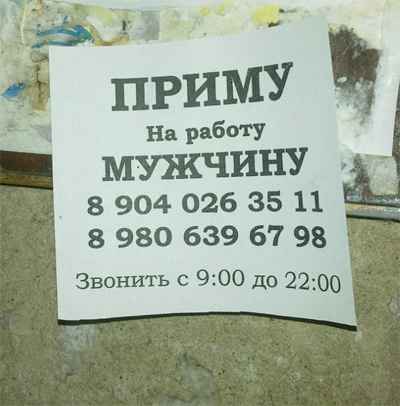 ПРИМУ
На работу
МУЖЧИНУ
8 904 026 35 11
8 980 639 67 98
Звонить с 9:00 до 22:00